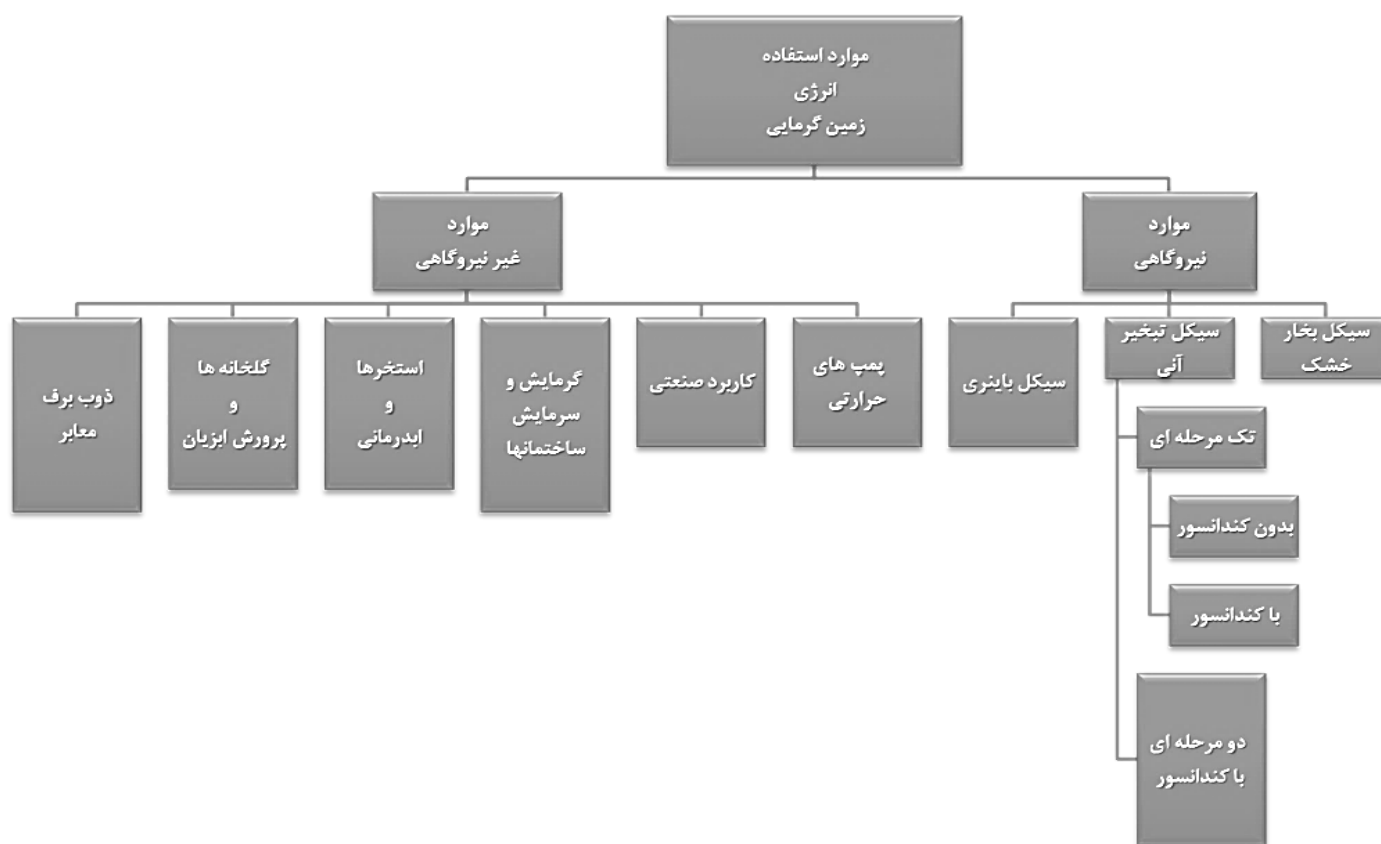 موارد استفاده
انرژی
زمین گرمایی
موارد
نیروگاهی
موارد
غیر نیروگاهی
سیکل بخار
خشک
سیکل تبخیر
آنی
تک مرحله ای
بدون کندانسور
با کندانسور
دو مرحله ای
با کندانسور
سیکل باینری
پمپ های
حرارتی
کاربرد صنعتی
گرمایش و
سرمایش
ساختمانها
استخرها
و
ابدرمانی
گلخانه ها
و
پرورش ابزیان
ذوب برف
معابر